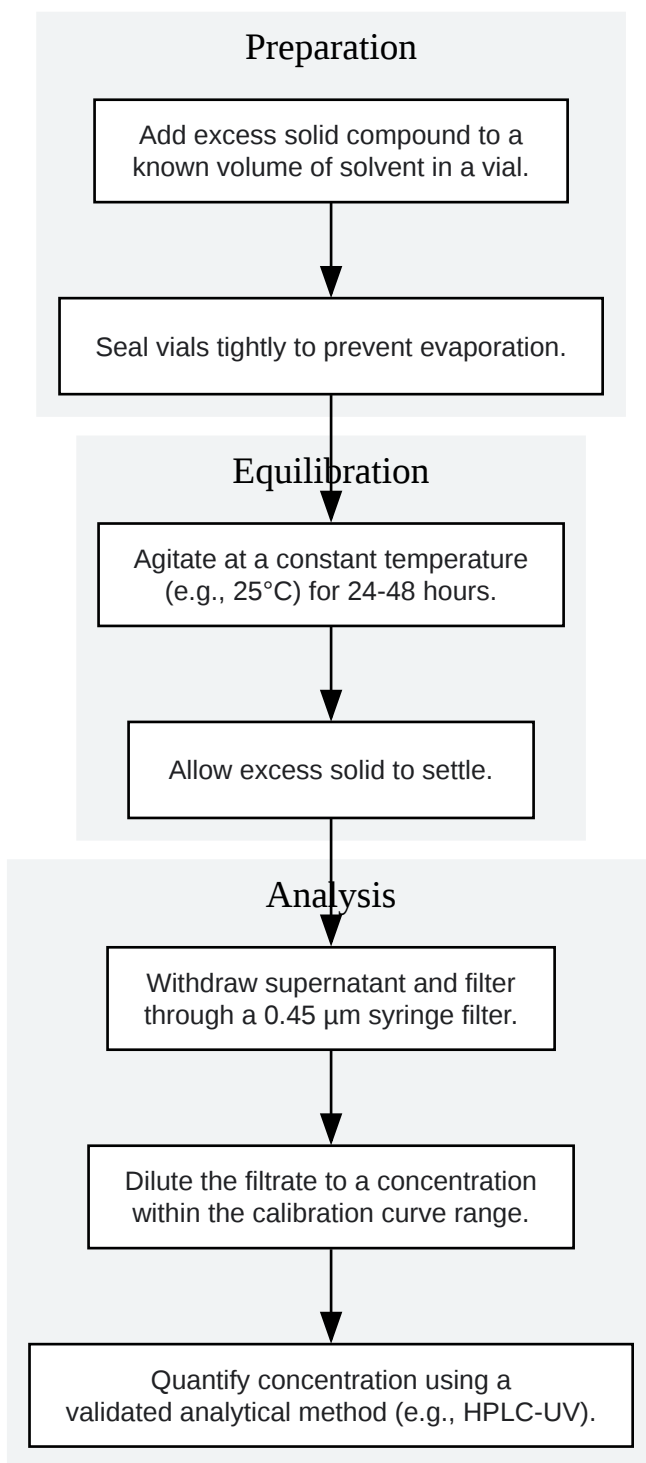 Preparation
Add excess solid compound to a
known volume of solvent in a vial.
Seal vials tightly to prevent evaporation.
Equilibration
Agitate at a constant temperature
(e.g., 25°C) for 24-48 hours.
Allow excess solid to settle.
Analysis
Withdraw supernatant and filter
through a 0.45 µm syringe filter.
Dilute the filtrate to a concentration
within the calibration curve range.
Quantify concentration using a
validated analytical method (e.g., HPLC-UV).